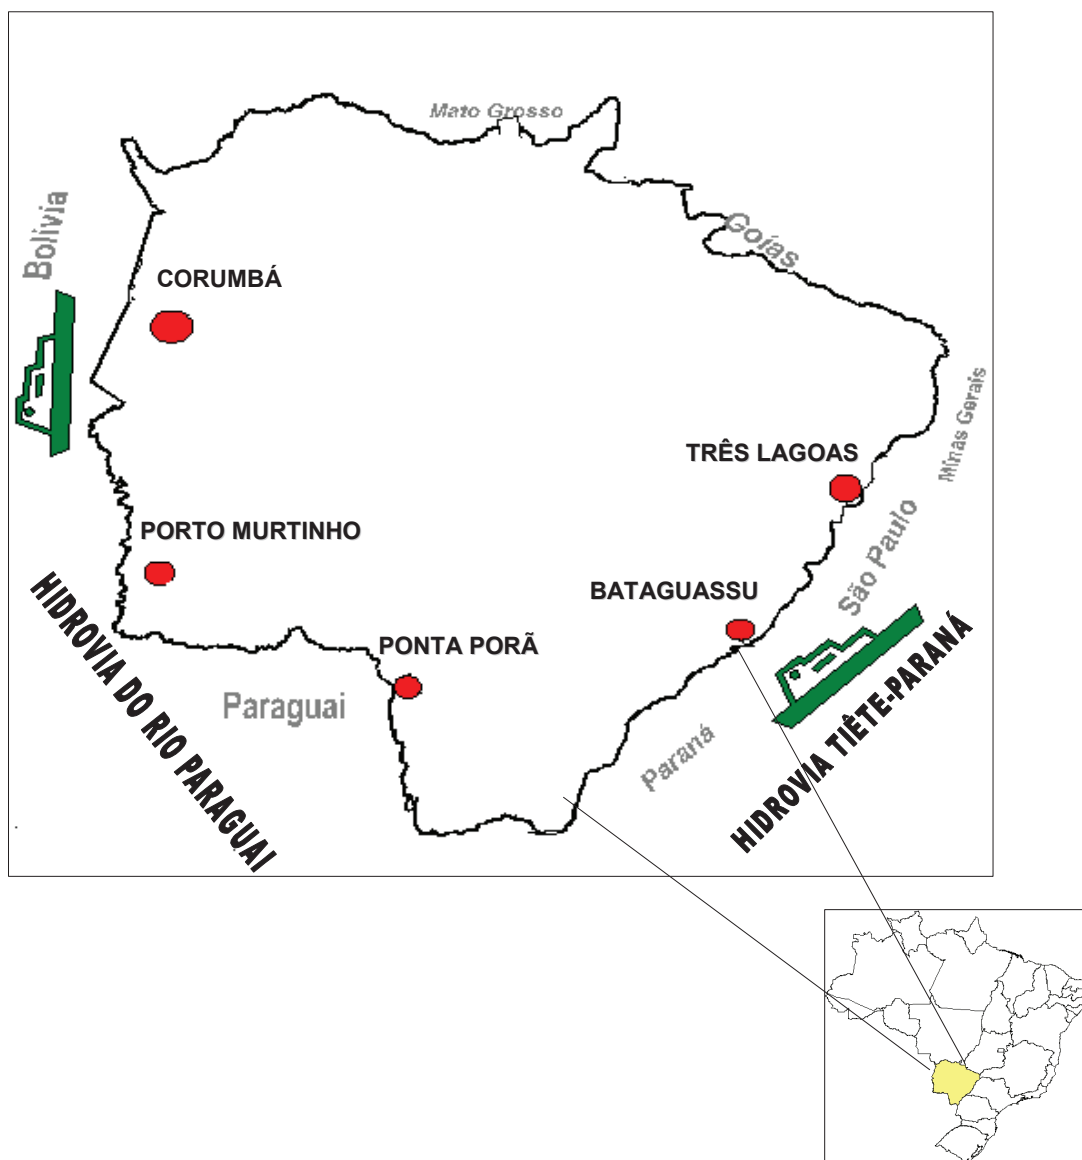 Mato Grosso
Goías
Bolívia
CORUMBÁ
Minas Gerais
TRÊS LAGOAS
São Paulo
PORTO MURTINHO
BATAGUASSU
PONTA PORÃ
Paraguai
Paraná
HIDROVIA DO RIO PARAGUAI
HIDROVIA TIÊTE-PARANÁ